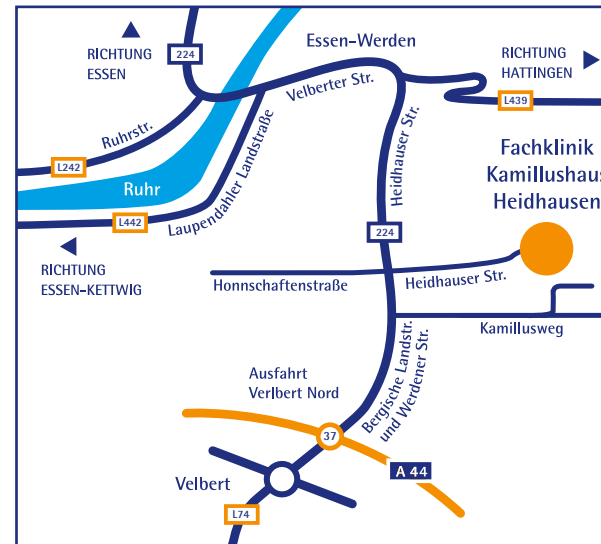 RICHTUNG
ESSEN
224
Essen-Werden
RICHTUNG
HATTINGEN
Velberter Str.
L439
Ruhrstr.
L242
Ruhr
Laupendahler Landstraße
L442
Heidhauser Str.
Fachklinik
Kamillushaus
Heidhausen
224
RICHTUNG
ESSEN-KETTWIG
Honnschaftenstraße
Heidhauser Str.
Kamillusweg
Bergische Landstr.
und Werdener Str.
Ausfahrt
Verlbert Nord
37
A 44
Velbert
L74